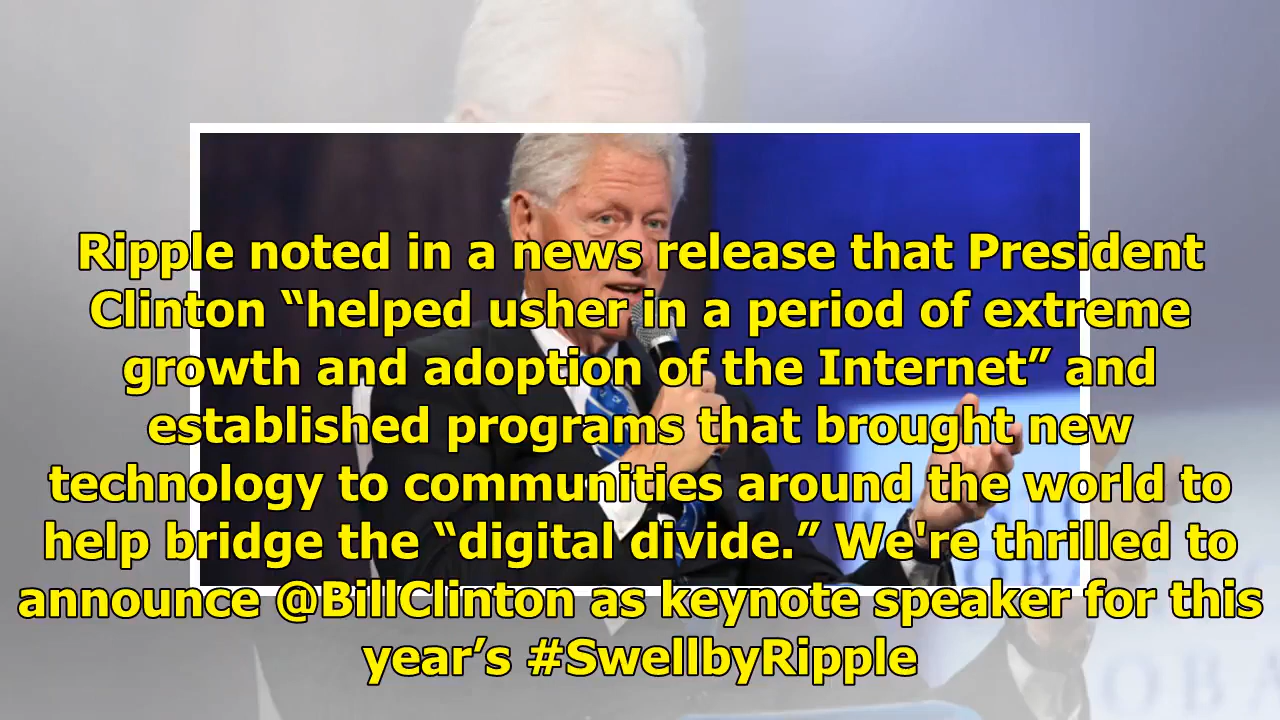 Ripple noted in a news release that President
Clinton “helped usher in a period of extreme
growth and adoption of the Internet” and
established programs that brought new
technology to communities around the world to
help bridge the “digital divide.” We're thrilled to
announce @BillClinton as keynote speaker for this
year’s #SwellbyRipple
OBA